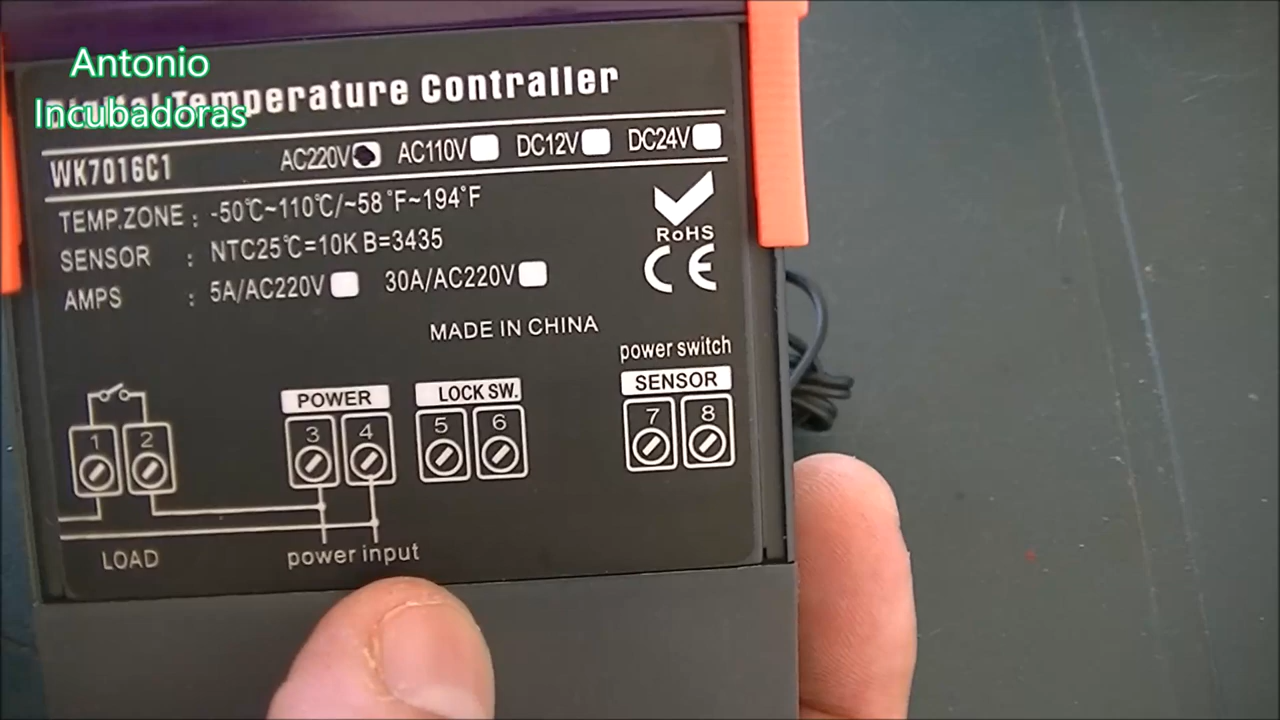 Antonio
Incubadoras
Digital Temperature Contraller
WK7016C1 AC220V AC110V DC12V DC24V
TEMP.ZONE : -50℃~110℃/~58°F~194°F
SENSOR : NTC25℃=10K B=3435
AMPS : 5A/AC220V 30A/AC220V
RoHS
CE
MADE IN CHINA
power switch
POWER LOCK SW. SENSOR
1 2 3 4 5 6 7 8
LOAD power input